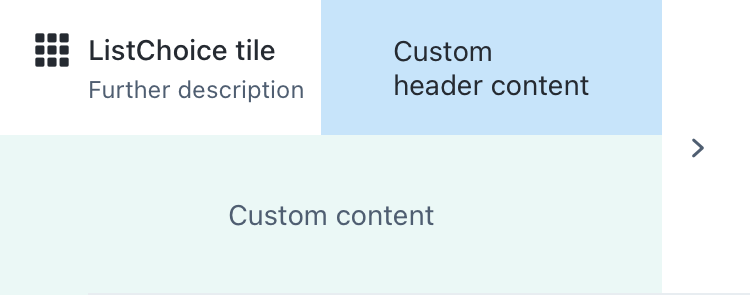 ListChoice tile
Further description
Custom
header content
Custom content